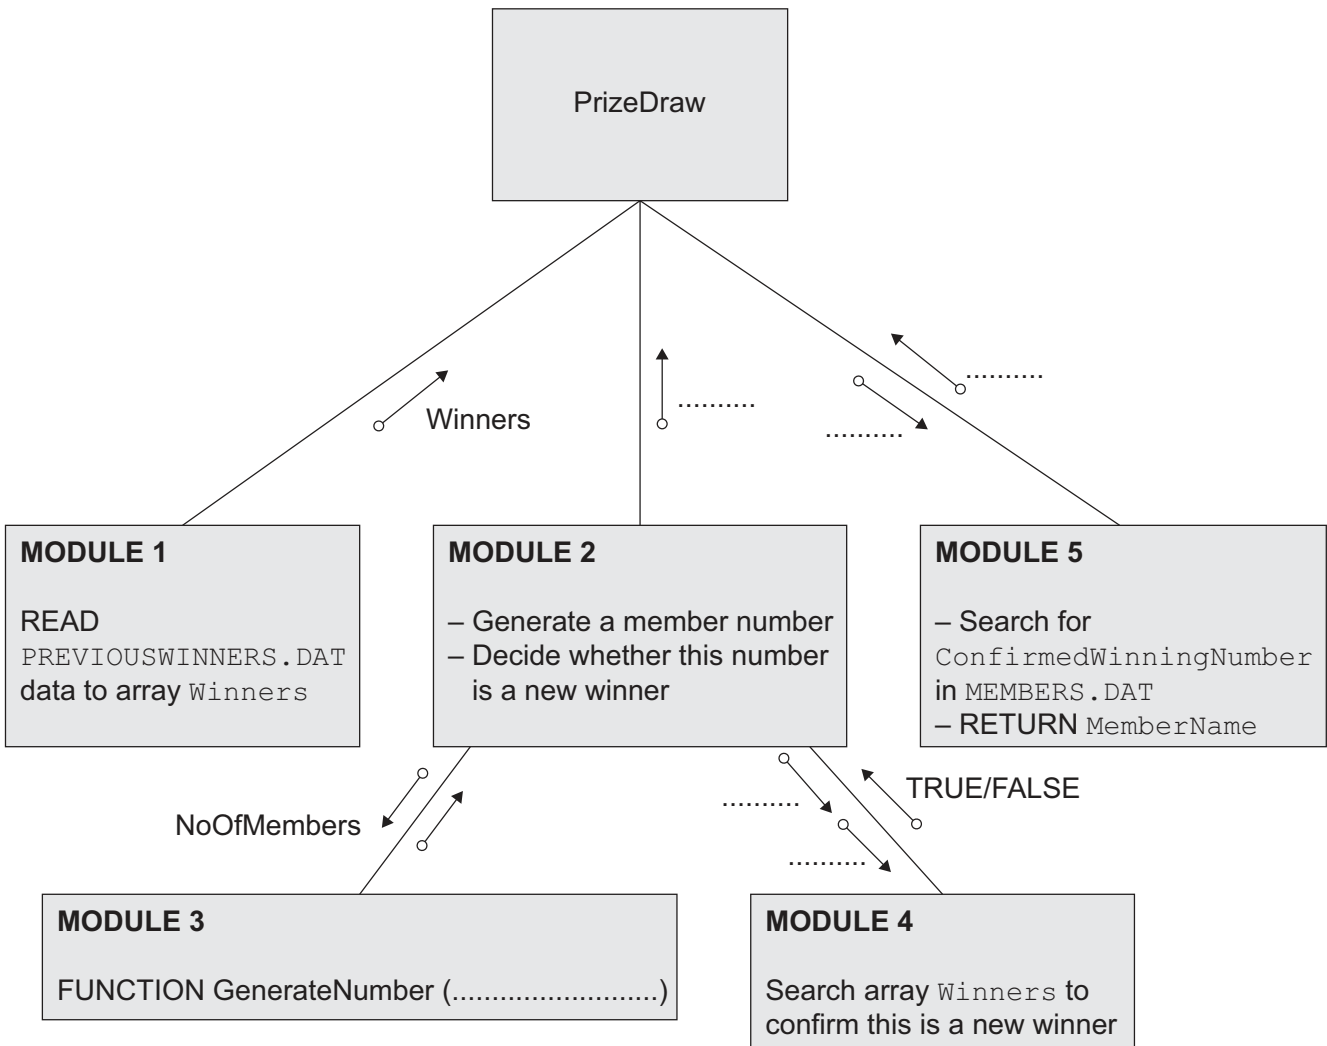 PrizeDraw
..........
Winners
..........
..........
MODULE 1
READ
PREVIOUSWINNERS.DAT
data to array Winners
MODULE 2
– Generate a member number
– Decide whether this number
is a new winner
MODULE 5
– Search for
ConfirmedWinningNumber
in MEMBERS.DAT
– RETURN MemberName
NoOfMembers
..........
TRUE/FALSE
..........
MODULE 3
FUNCTION GenerateNumber (..........................)
MODULE 4
Search array Winners to
confirm this is a new winner